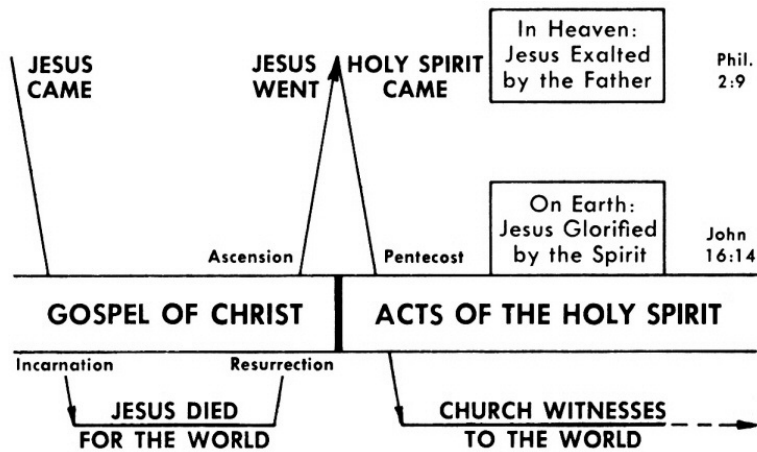 JESUS
CAME
JESUS
WENT
HOLY SPIRIT
CAME
In Heaven:
Jesus Exalted
by the Father
Phil.
2:9
Ascension
Pentecost
On Earth:
Jesus Glorified
by the Spirit
John
16:14
GOSPEL OF CHRIST
ACTS OF THE HOLY SPIRIT
Incarnation
Resurrection
JESUS DIED
FOR THE WORLD
CHURCH WITNESSES
TO THE WORLD